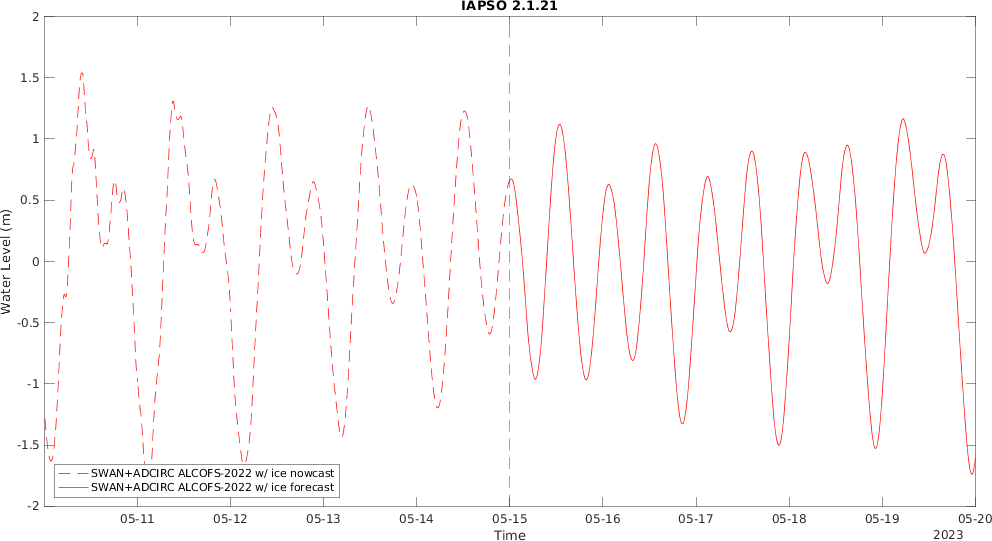 IAPSO 2.1.21
2
1.5
1
0.5
0
-0.5
-1
-1.5
-2
Water Level (m)
SWAN+ADCIRC ALCOFS-2022 w/ ice nowcast
SWAN+ADCIRC ALCOFS-2022 w/ ice forecast
05-11 05-12 05-13 05-14 05-15 05-16 05-17 05-18 05-19 05-20
Time
2023